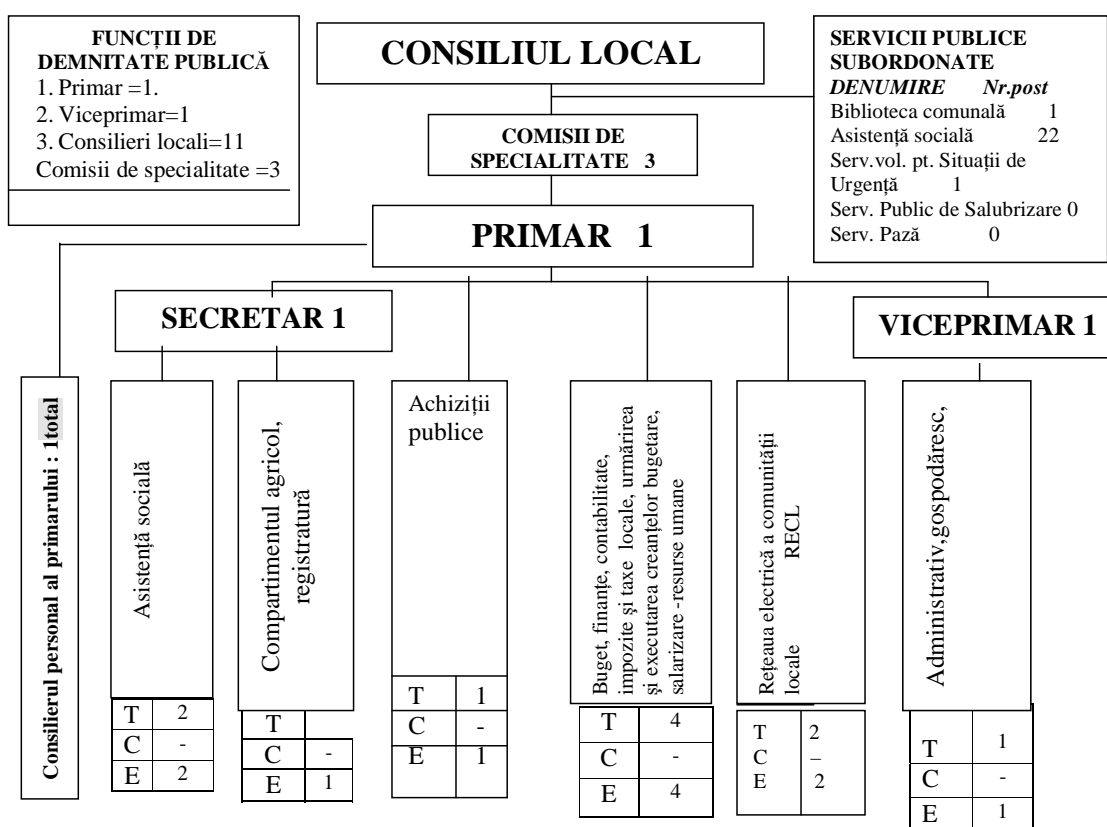 FUNCȚII DE
DEMNITATE PUBLICĂ
1. Primar =1.
2. Viceprimar=1
3. Consilieri locali=11
Comisii de specialitate =3
CONSILIUL LOCAL
SERVICII PUBLICE
SUBORDONATE
DENUMIRE Nr.post
Biblioteca comunală 1
Asistență socială 22
Serv.vol. pt. Situații de
Urgență 1
Serv. Public de Salubrizare 0
Serv. Pază 0
COMISII DE
SPECIALITATE 3
PRIMAR 1
SECRETAR 1
VICEPRIMAR 1
Consilierul personal al primarului : 1total
Asistență socială
T 2
C -
E 2
Compartimentul agricol,
registratură
T
C -
E 1
Achiziții
publice
T 1
C -
E 1
Buget, finanțe, contabilitate,
impozite și taxe locale, urmărirea
și executarea creanțelor bugetare,
salarizare -resurse umane
T 4
C -
E 4
Rețeaua electrică a comunității
locale RECL
T 2
C –
E 2
Administrativ,gospodăresc,
T 1
C -
E 1